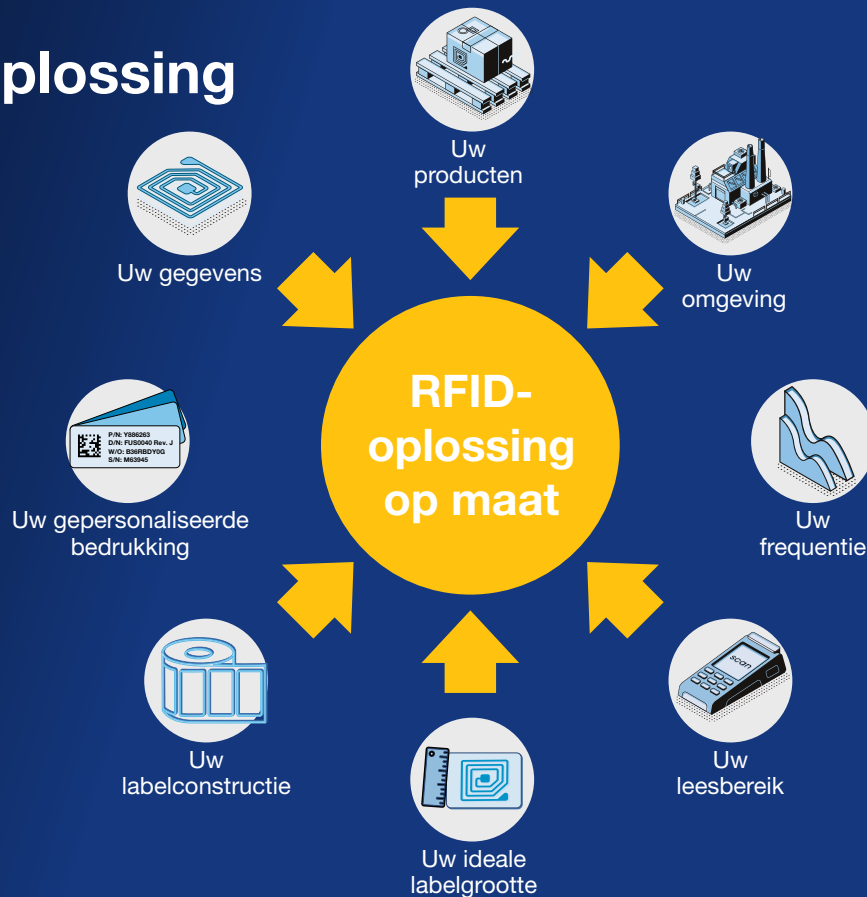 plossing
Uw
producten
Uw gegevens
Uw
omgeving
RFID-
oplossing
op maat
P/N: Y886263
D/N: FUS0040 Rev. J
W/O: B36RBDY0G
S/N: M63945
Uw gepersonaliseerde
bedrukking
Uw
frequentie
Uw
labelconstructie
scan
Uw
leesbereik
Uw ideale
labelgrootte